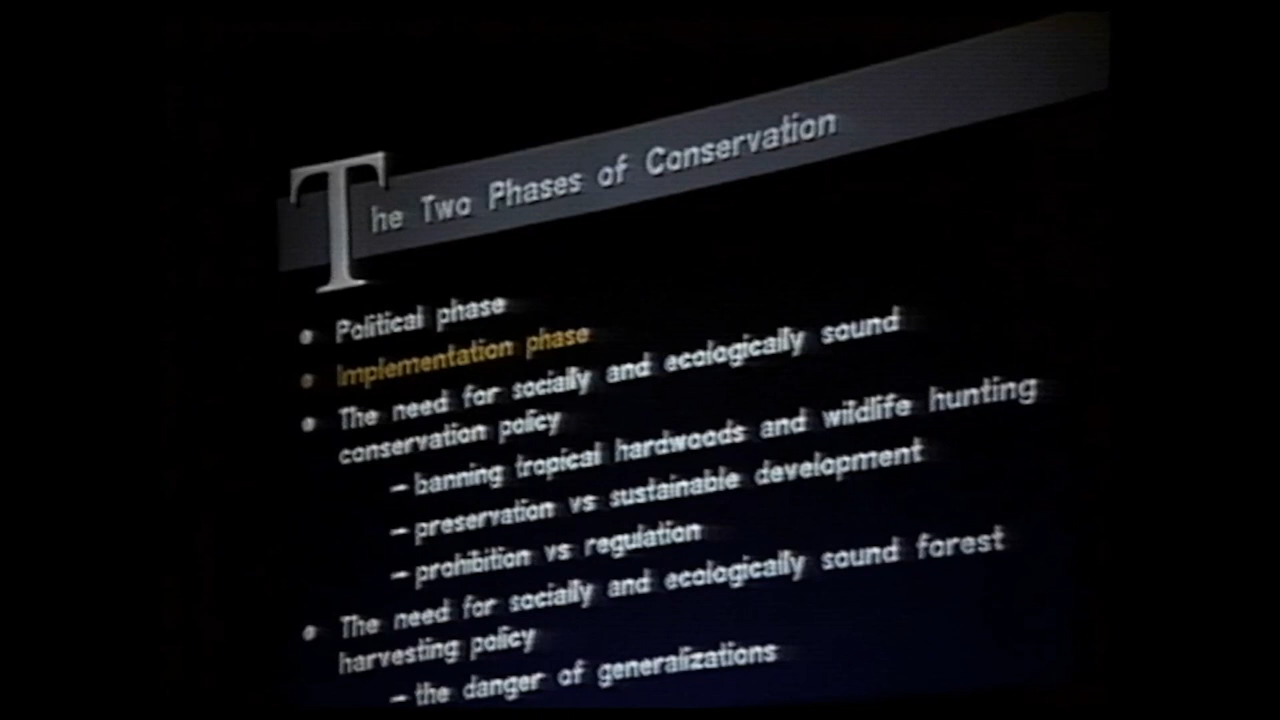 The Two Phases of Conservation
• Political phase
• Implementation phase
• The need for socially and ecologically sound
conservation policy
– banning tropical hardwoods and wildlife hunting
– preservation vs sustainable development
– prohibition vs regulation
• The need for socially and ecologically sound forest
harvesting policy
– the danger of generalizations